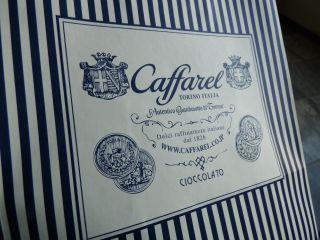 Caffarel
TORINO ITALIA
Autentico Gianduiotto di Torino
Dolci raffinatezze italiane
dal 1826
WWW.CAFFAREL.CO.JP
CIOCCOLATO